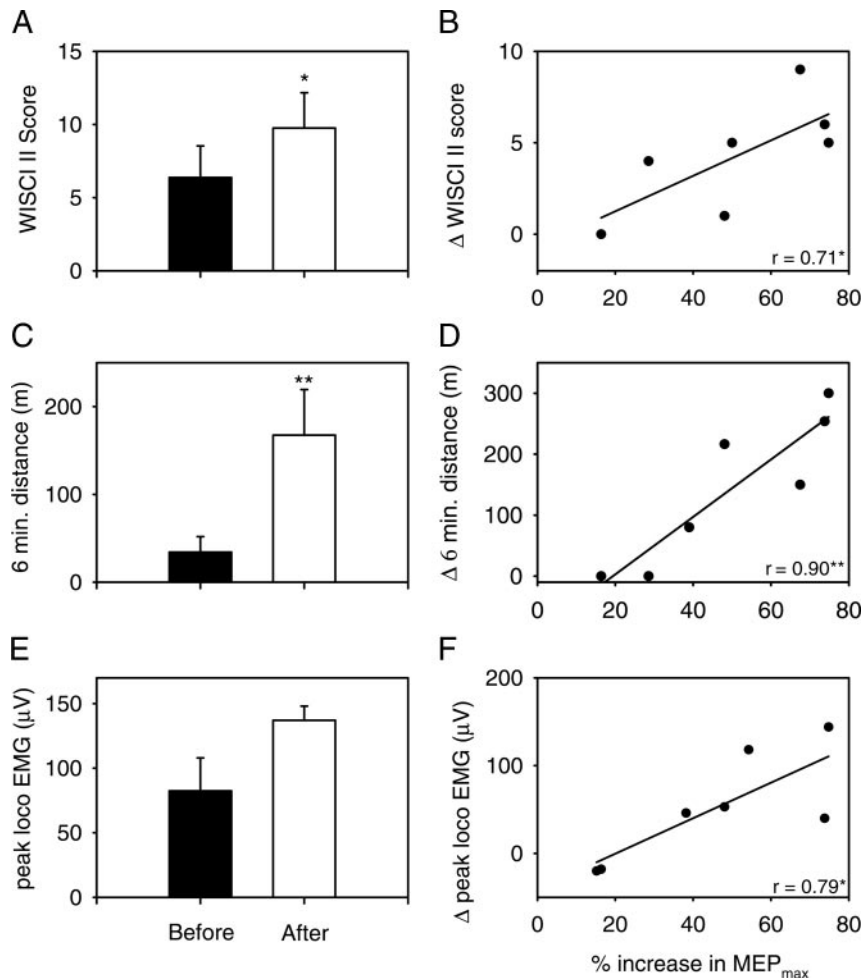 A
WISCI II Score
15
10
5
0
*
B
Δ WISCI II score
10
5
0
r = 0.71*
0 20 40 60 80
C
6 min. distance (m)
200
100
0
**
D
Δ 6 min. distance (m)
300
200
100
0
r = 0.90**
0 20 40 60 80
E
peak loco EMG (μV)
150
100
50
0
Before After
F
Δ peak loco EMG (μV)
200
100
0
r = 0.79*
0 20 40 60 80
% increase in MEPmax